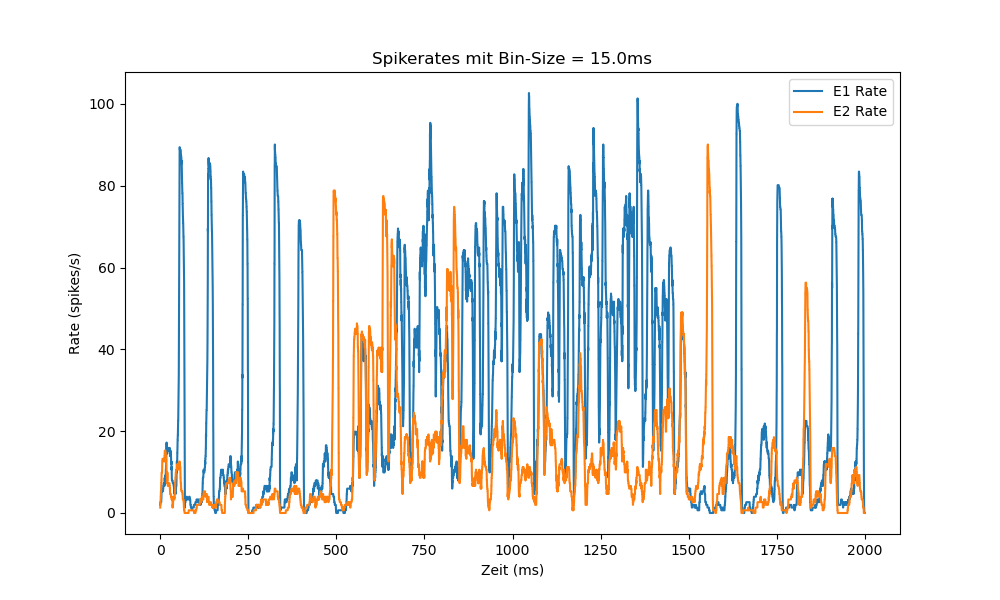 Spikerates mit Bin-Size = 15.0ms
E1 Rate
E2 Rate
100
80
60
40
20
0
Rate (spikes/s)
0 250 500 750 1000 1250 1500 1750 2000
Zeit (ms)